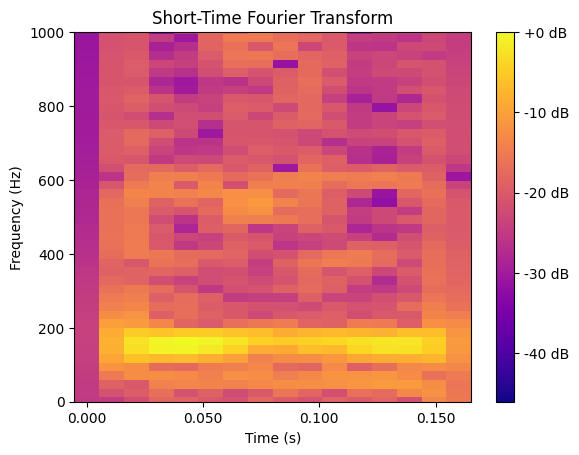 Short-Time Fourier Transform
1000
800
600
400
200
0
Frequency (Hz)
0.000
0.050
0.100
0.150
Time (s)
+0 dB
-10 dB
-20 dB
-30 dB
-40 dB